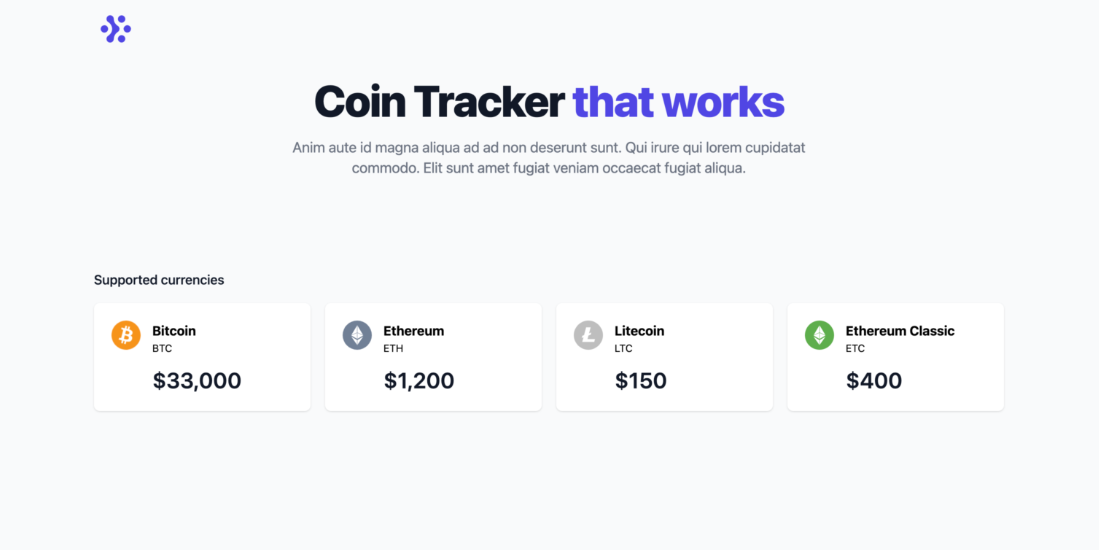 Coin Tracker that works
Anim aute id magna aliqua ad ad non deserunt sunt. Qui irure qui lorem cupidatat
commodo. Elit sunt amet fugiat veniam occaecat fugiat aliqua.
Supported currencies
Bitcoin
BTC
$33,000
Ethereum
ETH
$1,200
Litecoin
LTC
$150
Ethereum Classic
ETC
$400